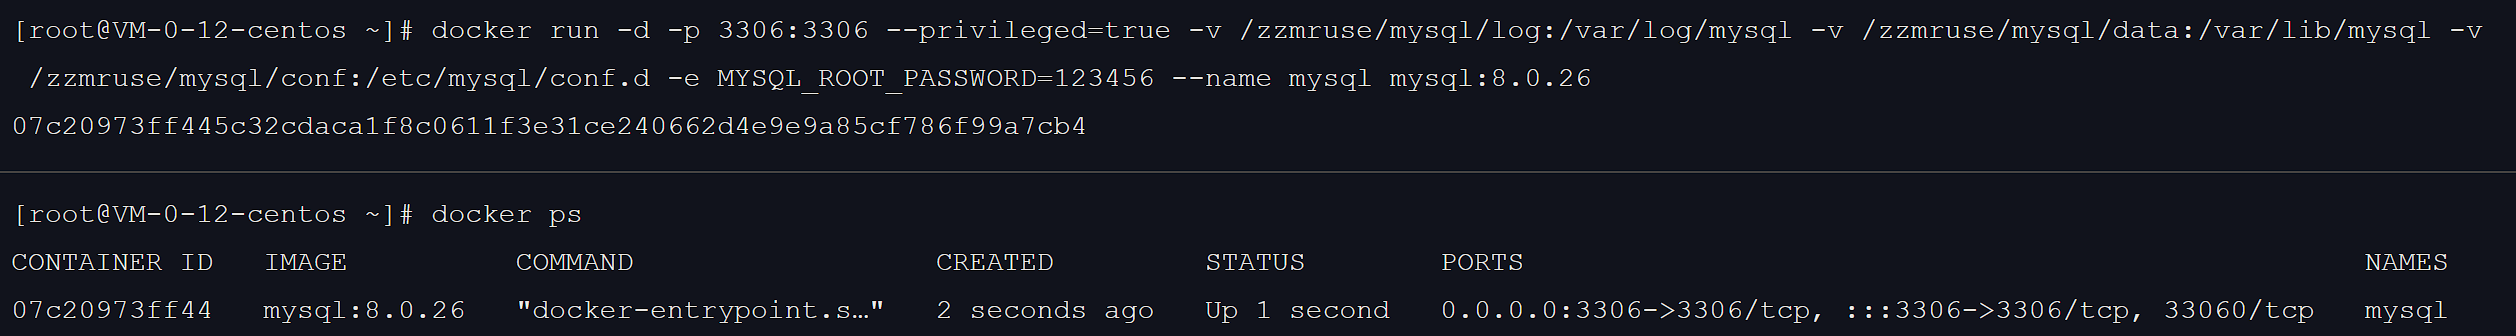 [root@VM-0-12-centos ~]# docker run -d -p 3306:3306 --privileged=true -v /zzmruse/mysql/log:/var/log/mysql -v /zzmruse/mysql/data:/var/lib/mysql -v
/zzmruse/mysql/conf:/etc/mysql/conf.d -e MYSQL_ROOT_PASSWORD=123456 --name mysql mysql:8.0.26
07c20973ff445c32cdaca1f8c0611f3e31ce240662d4e9e9a85cf786f99a7cb4
[root@VM-0-12-centos ~]# docker ps
CONTAINER ID   IMAGE          COMMAND                  CREATED         STATUS        PORTS                                                  NAMES
07c20973ff44   mysql:8.0.26   "docker-entrypoint.s…"   2 seconds ago   Up 1 second   0.0.0.0:3306->3306/tcp, :::3306->3306/tcp, 33060/tcp   mysql